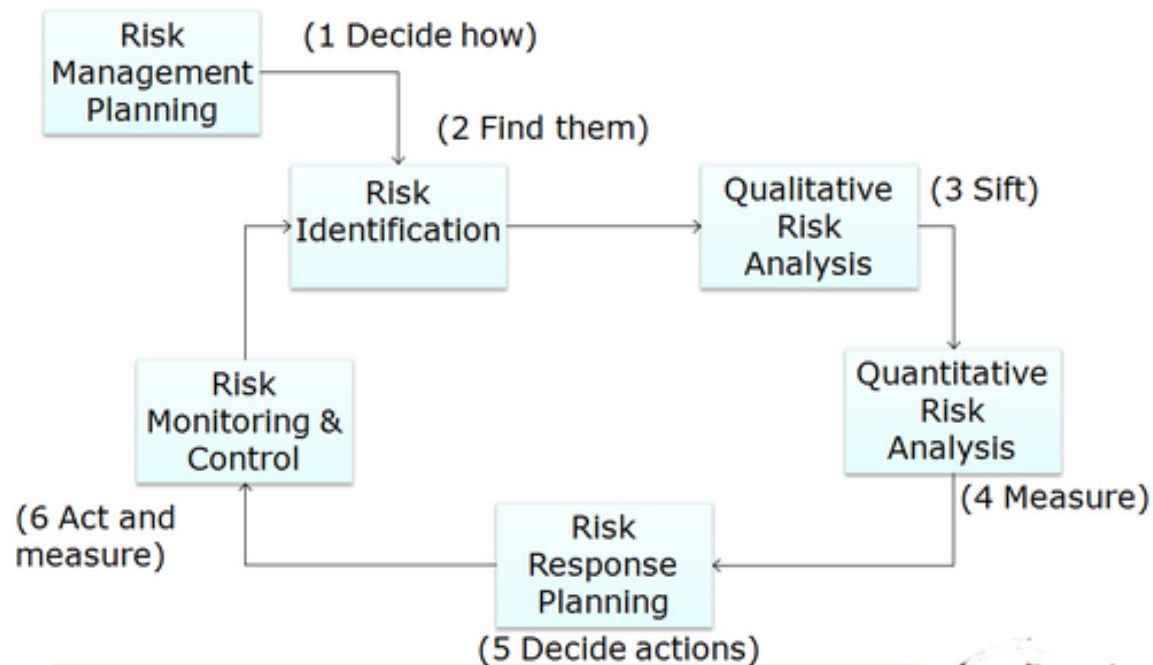 Risk
Management
Planning
(1 Decide how)
(2 Find them)
Risk
Identification
Qualitative
Risk
Analysis
(3 Sift)
Quantitative
Risk
Analysis
(4 Measure)
Risk
Response
Planning
(5 Decide actions)
Risk
Monitoring &
Control
(6 Act and
measure)